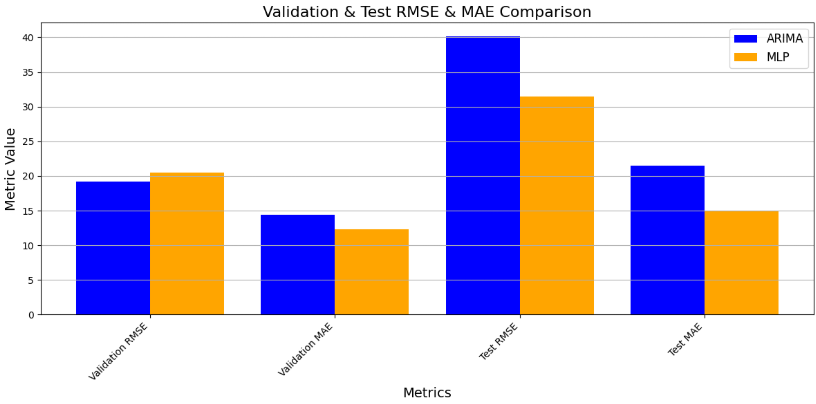 Validation & Test RMSE & MAE Comparison
ARIMA
MLP
Metric Value
40
35
30
25
20
15
10
5
0
Validation RMSE
Validation MAE
Test RMSE
Test MAE
Metrics